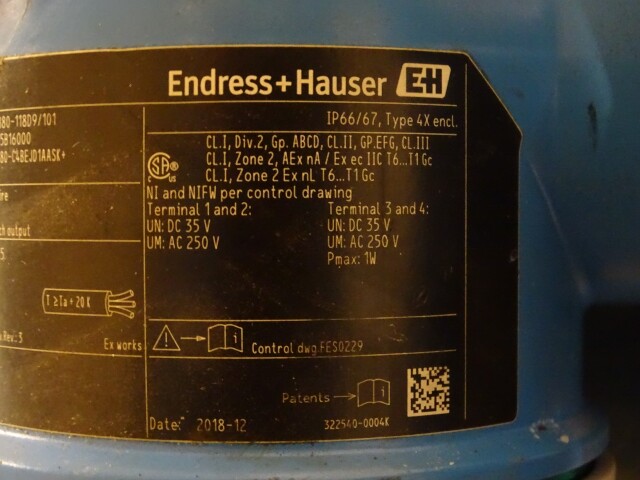 Endress+Hauser EH
IP66/67, Type 4X encl.
80-118D9/101
5B16000
80-C4BEJD1AASK+
CL.I, Div.2, Gp. ABCD, CL.II, GP.EFG, CL.III
CL.I, Zone 2, AEx nA / Ex ec IIC T6...T1 Gc
CL.I, Zone 2 Ex nL T6...T1 Gc
NI and NIFW per control drawing
Terminal 1 and 2: Terminal 3 and 4:
UN: DC 35 V UN: DC 35 V
UM: AC 250 V UM: AC 250 V
Pmax: 1W
output
T ≥Ta + 20 K
Rev.: 3 Ex works
i Control dwg.FES0229
Patents i
Date: 2018-12 322540-0004K